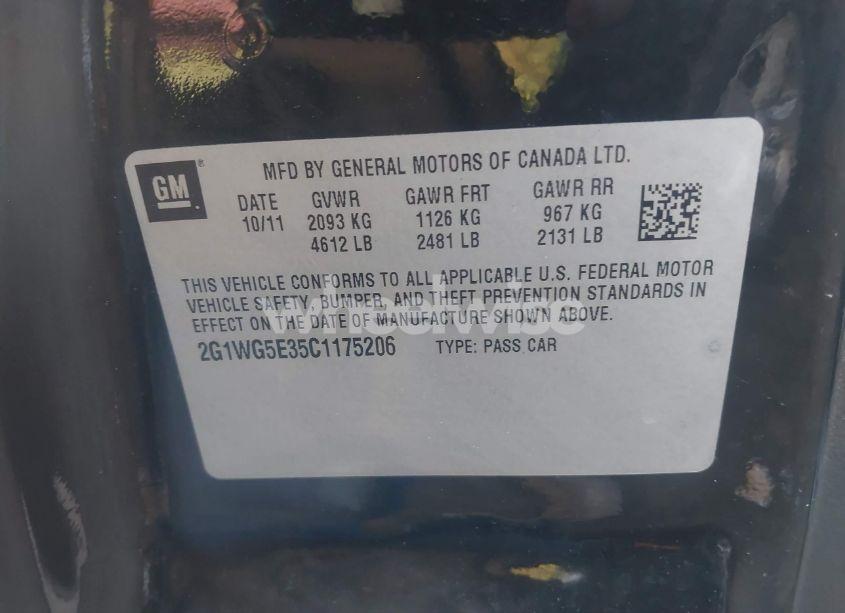 GM®
MFD BY GENERAL MOTORS OF CANADA LTD.
DATE GVWR GAWR FRT GAWR RR
10/11 2093 KG 1126 KG 967 KG
4612 LB 2481 LB 2131 LB
THIS VEHICLE CONFORMS TO ALL APPLICABLE U.S. FEDERAL MOTOR
VEHICLE SAFETY, BUMPER, AND THEFT PREVENTION STANDARDS IN
EFFECT ON THE DATE OF MANUFACTURE SHOWN ABOVE.
wheelwise
2G1WG5E35C1175206 TYPE: PASS CAR